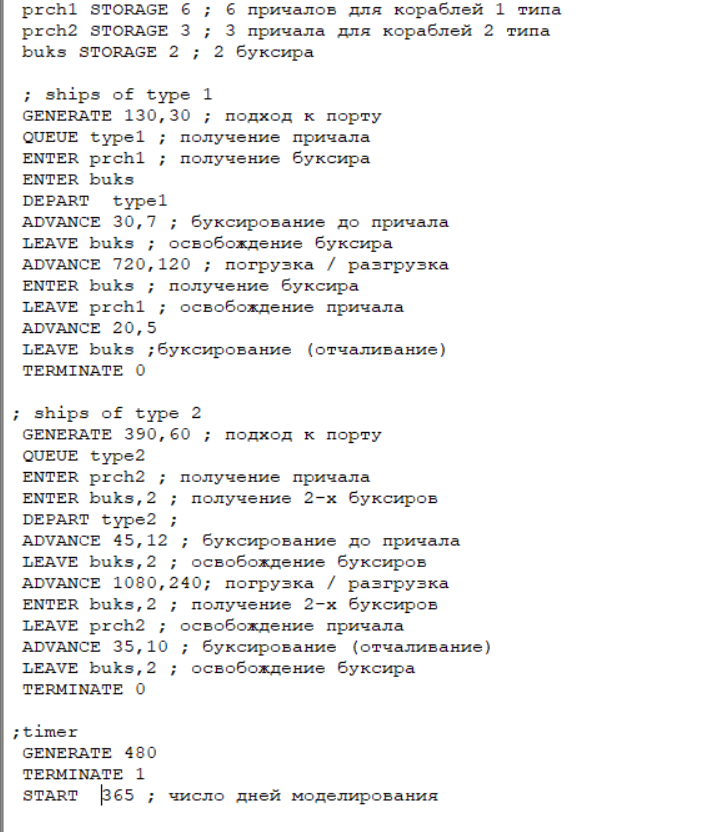 prch1 STORAGE 6 ; 6 причалов для кораблей 1 типа
prch2 STORAGE 3 ; 3 причала для кораблей 2 типа
buks STORAGE 2 ; 2 буксира
; ships of type 1
GENERATE 130,30 ; подход к порту
QUEUE type1 ; получение причала
ENTER prch1 ; получение буксира
ENTER buks
DEPART  type1
ADVANCE 30,7 ; буксирование до причала
LEAVE buks ; освобождение буксира
ADVANCE 720,120 ; погрузка / разгрузка
ENTER buks ; получение буксира
LEAVE prch1 ; освобождение причала
ADVANCE 20,5
LEAVE buks ;буксирование (отчаливание)
TERMINATE 0
; ships of type 2
GENERATE 390,60 ; подход к порту
QUEUE type2
ENTER prch2 ; получение причала
ENTER buks,2 ; получение 2-х буксиров
DEPART type2 ;
ADVANCE 45,12 ; буксирование до причала
LEAVE buks,2 ; освобождение буксиров
ADVANCE 1080,240; погрузка / разгрузка
ENTER buks,2 ; получение 2-х буксиров
LEAVE prch2 ; освобождение причала
ADVANCE 35,10 ; буксирование (отчаливание)
LEAVE buks,2 ; освобождение буксира
TERMINATE 0
;timer
GENERATE 480
TERMINATE 1
START  365 ; число дней моделирования